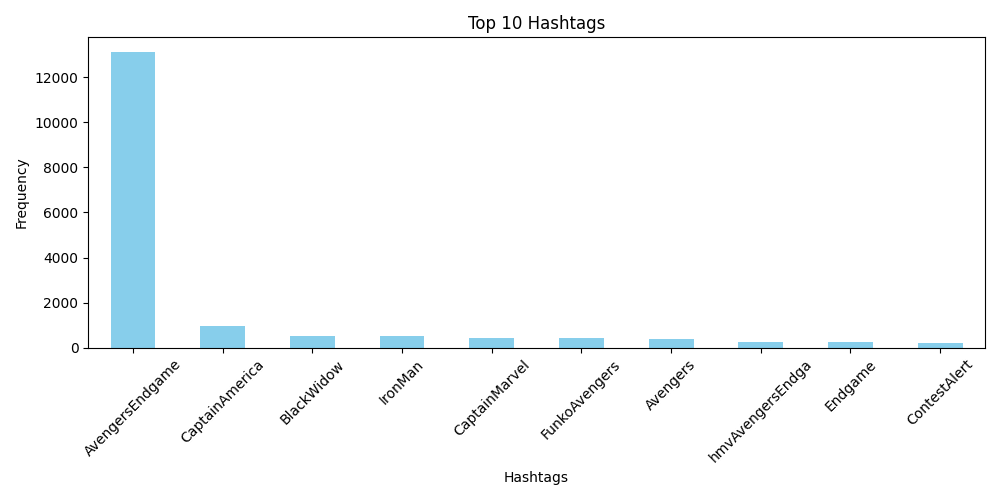 Top 10 Hashtags
12000
10000
8000
6000
4000
2000
0
Frequency
AvengersEndgame
CaptainAmerica
BlackWidow
IronMan
CaptainMarvel
FunkoAvengers
Avengers
hmvAvengersEndga
Endgame
ContestAlert
Hashtags